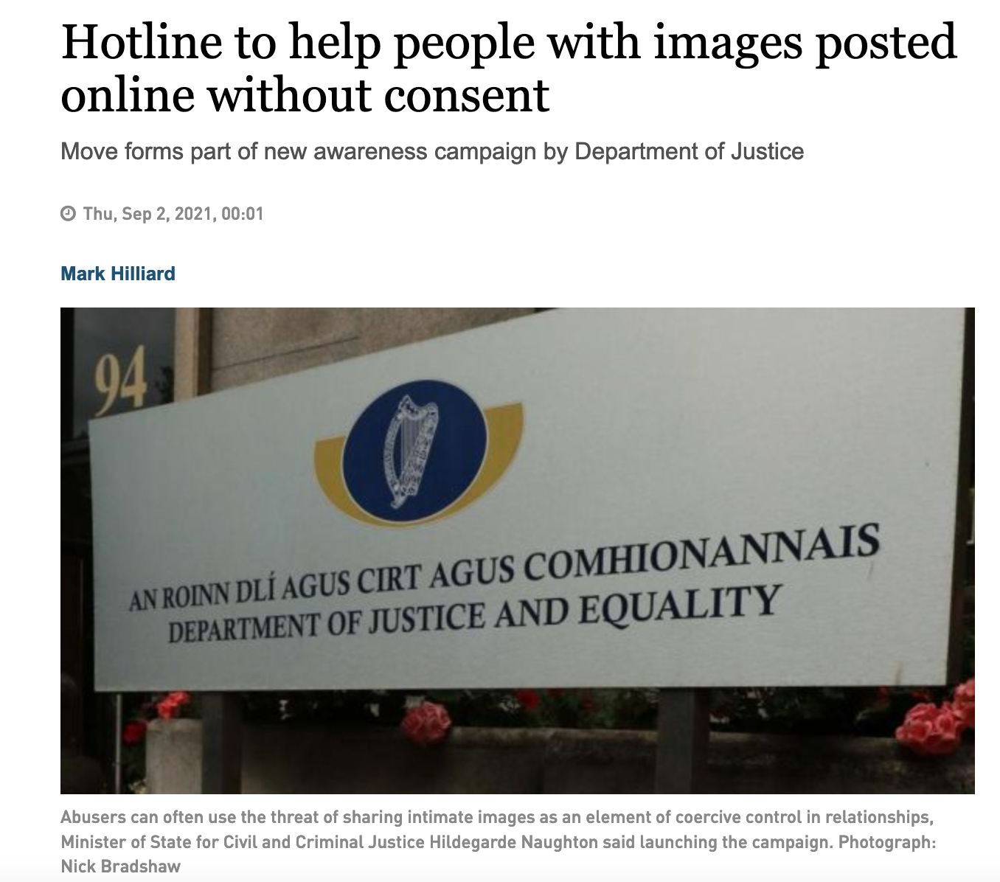 Hotline to help people with images posted
online without consent
Move forms part of new awareness campaign by Department of Justice
Thu, Sep 2, 2021, 00:01
Mark Hilliard
94
AN ROINN DLÍ AGUS CIRT AGUS COMHIONANNAIS
DEPARTMENT OF JUSTICE AND EQUALITY
Abusers can often use the threat of sharing intimate images as an element of coercive control in relationships,
Minister of State for Civil and Criminal Justice Hildegarde Naughton said launching the campaign. Photograph:
Nick Bradshaw